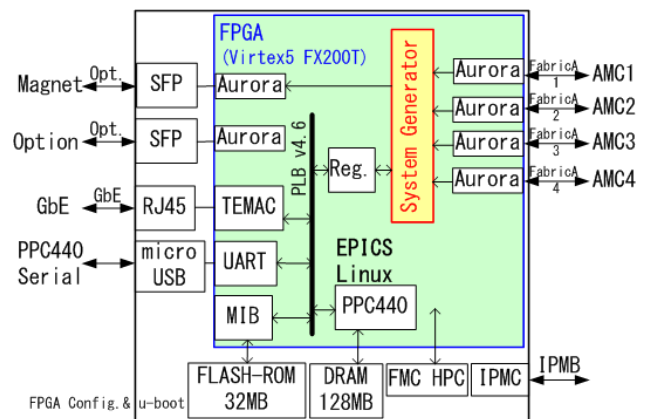 FPGA
(Virtex5 FX200T)
Magnet
Opt.
SFP
Aurora
Option
Opt.
SFP
Aurora
GbE
GbE
RJ45
TEMAC
PPC440
Serial
micro
USB
UART
MIB
PLB v4.6
Reg.
System Generator
Aurora
FabricA
1
AMC1
Aurora
FabricA
2
AMC2
Aurora
FabricA
3
AMC3
Aurora
FabricA
4
AMC4
EPICS
Linux
PPC440
FLASH-ROM
32MB
DRAM
128MB
FMC HPC
IPMC
IPMB
FPGA Config.& u-boot